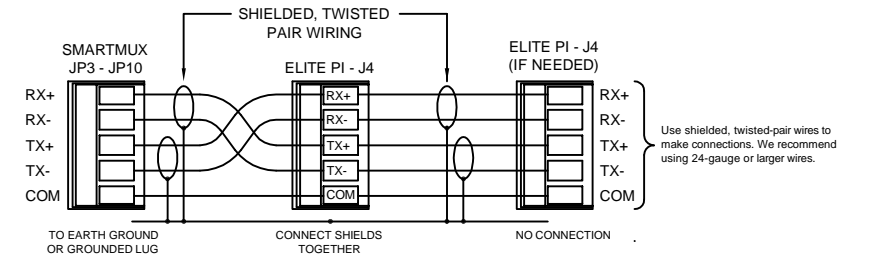 SHIELDED, TWISTED
PAIR WIRING
SMARTMUX
JP3 - JP10
ELITE PI - J4
ELITE PI - J4
(IF NEEDED)
RX+
RX-
TX+
TX-
COM
RX+
RX-
TX+
TX-
COM
RX+
RX-
TX+
TX-
COM
Use shielded, twisted-pair wires to
make connections. We recommend
using 24-gauge or larger wires.
TO EARTH GROUND
OR GROUNDED LUG
CONNECT SHIELDS
TOGETHER
NO CONNECTION .